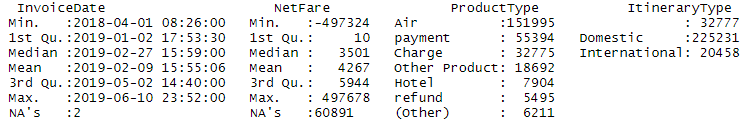 InvoiceDate                     NetFare          ProductType          ItineraryType
Min.   :2018-04-01 08:26:00   Min.   :-497324   Air          :151995                : 32777
1st Qu.:2019-01-02 17:53:30   1st Qu.:     10   payment      : 55394   Domestic     :225231
Median :2019-02-27 15:59:00   Median :   3501   Charge       : 32775   International: 20458
Mean   :2019-02-09 15:55:06   Mean   :   4267   Other Product: 18692
3rd Qu.:2019-05-02 14:40:00   3rd Qu.:   5944   Hotel        :  7904
Max.   :2019-06-10 23:52:00   Max.   : 497678   refund       :  5495
NA's   :2                     NA's   :60891     (Other)      :  6211